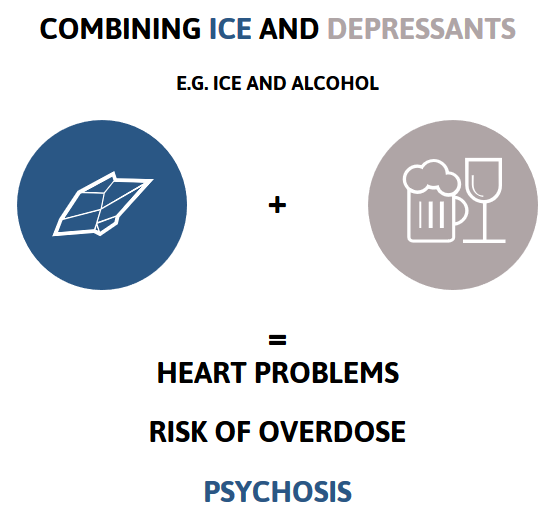 COMBINING ICE AND DEPRESSANTS
E.G. ICE AND ALCOHOL
+
=
HEART PROBLEMS
RISK OF OVERDOSE
PSYCHOSIS